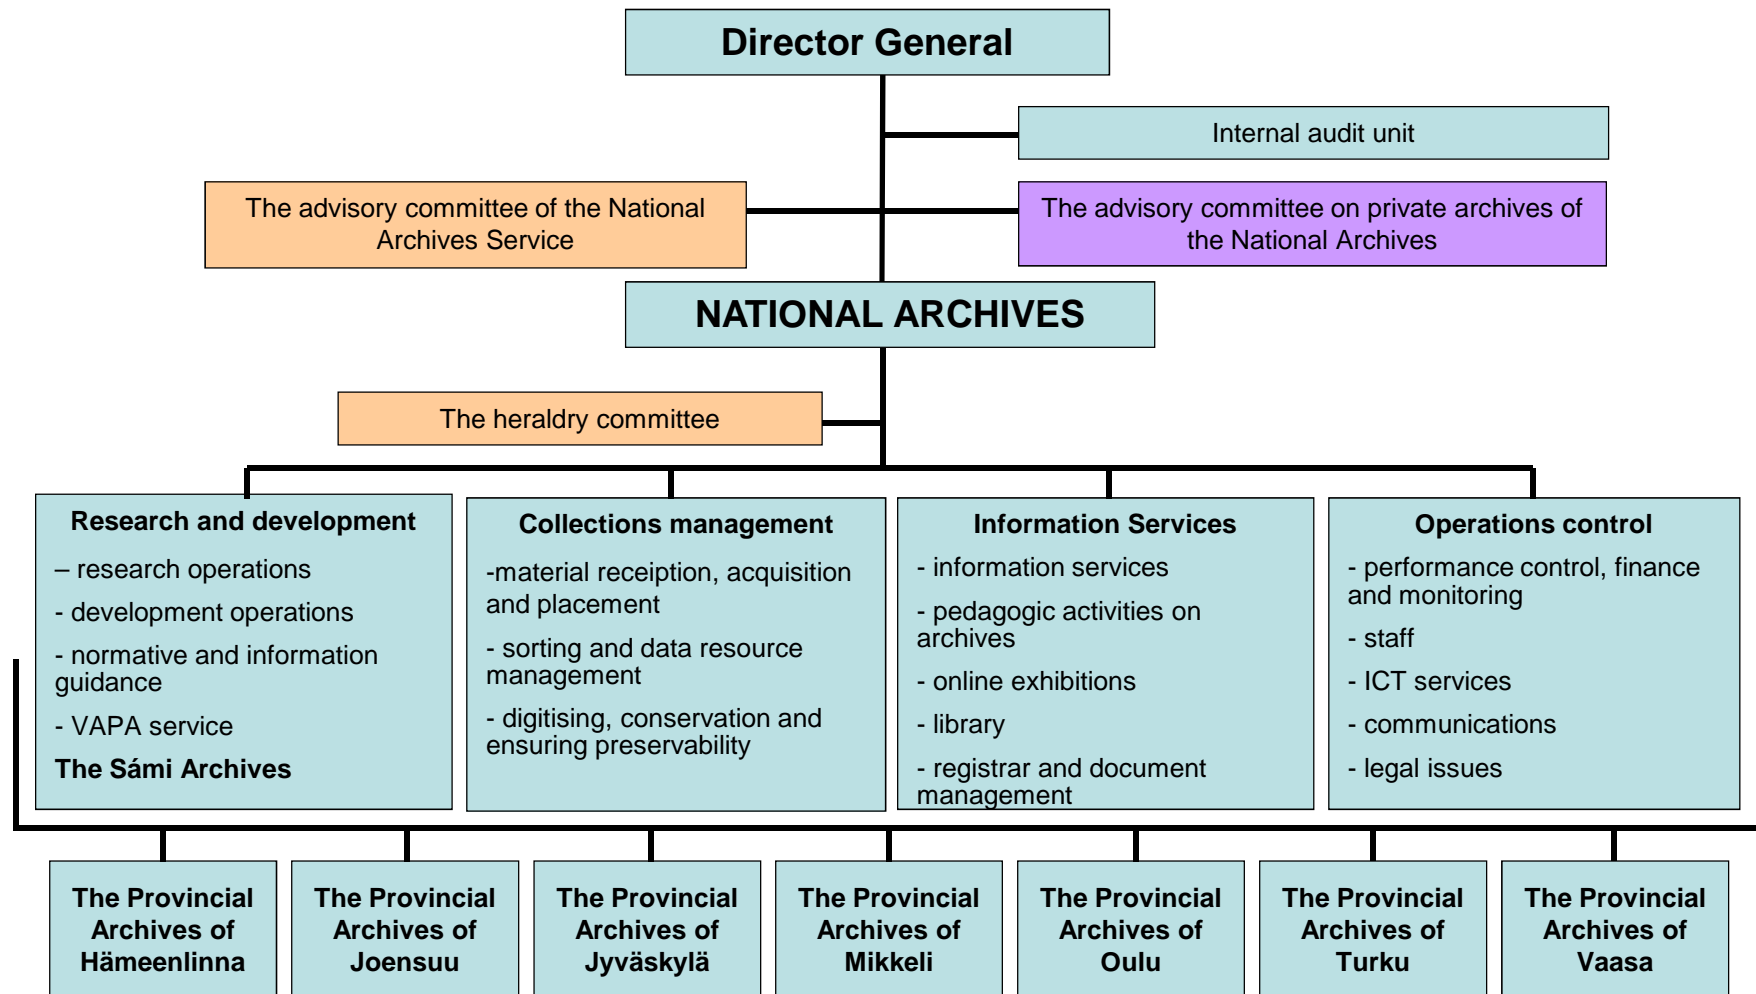 Director General
Internal audit unit
The advisory committee of the National
Archives Service
The advisory committee on private archives of
the National Archives
NATIONAL ARCHIVES
The heraldry committee
Research and development
– research operations
- development operations
- normative and information
guidance
- VAPA service
The Sámi Archives
Collections management
-material receiption, acquisition
and placement
- sorting and data resource
management
- digitising, conservation and
ensuring preservability
Information Services
- information services
- pedagogic activities on
archives
- online exhibitions
- library
- registrar and document
management
Operations control
- performance control, finance
and monitoring
- staff
- ICT services
- communications
- legal issues
The Provincial
Archives of
Hämeenlinna
The Provincial
Archives of
Joensuu
The Provincial
Archives of
Jyväskylä
The Provincial
Archives of
Mikkeli
The Provincial
Archives of
Oulu
The Provincial
Archives of
Turku
The Provincial
Archives of
Vaasa